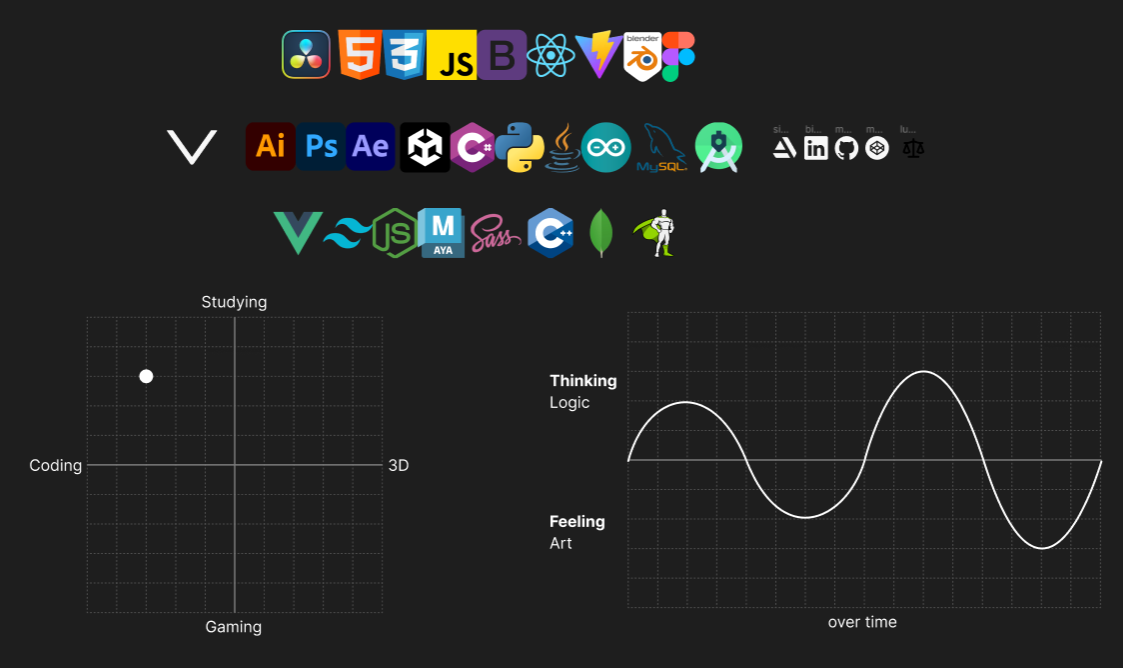 5 3 JS B blender
Ai Ps Ae C# MySQL
si... bi... m... m... lu...
in
JS M AYA Sass C++
Studying
Coding
3D
Gaming
Thinking
Logic
Feeling
Art
over time